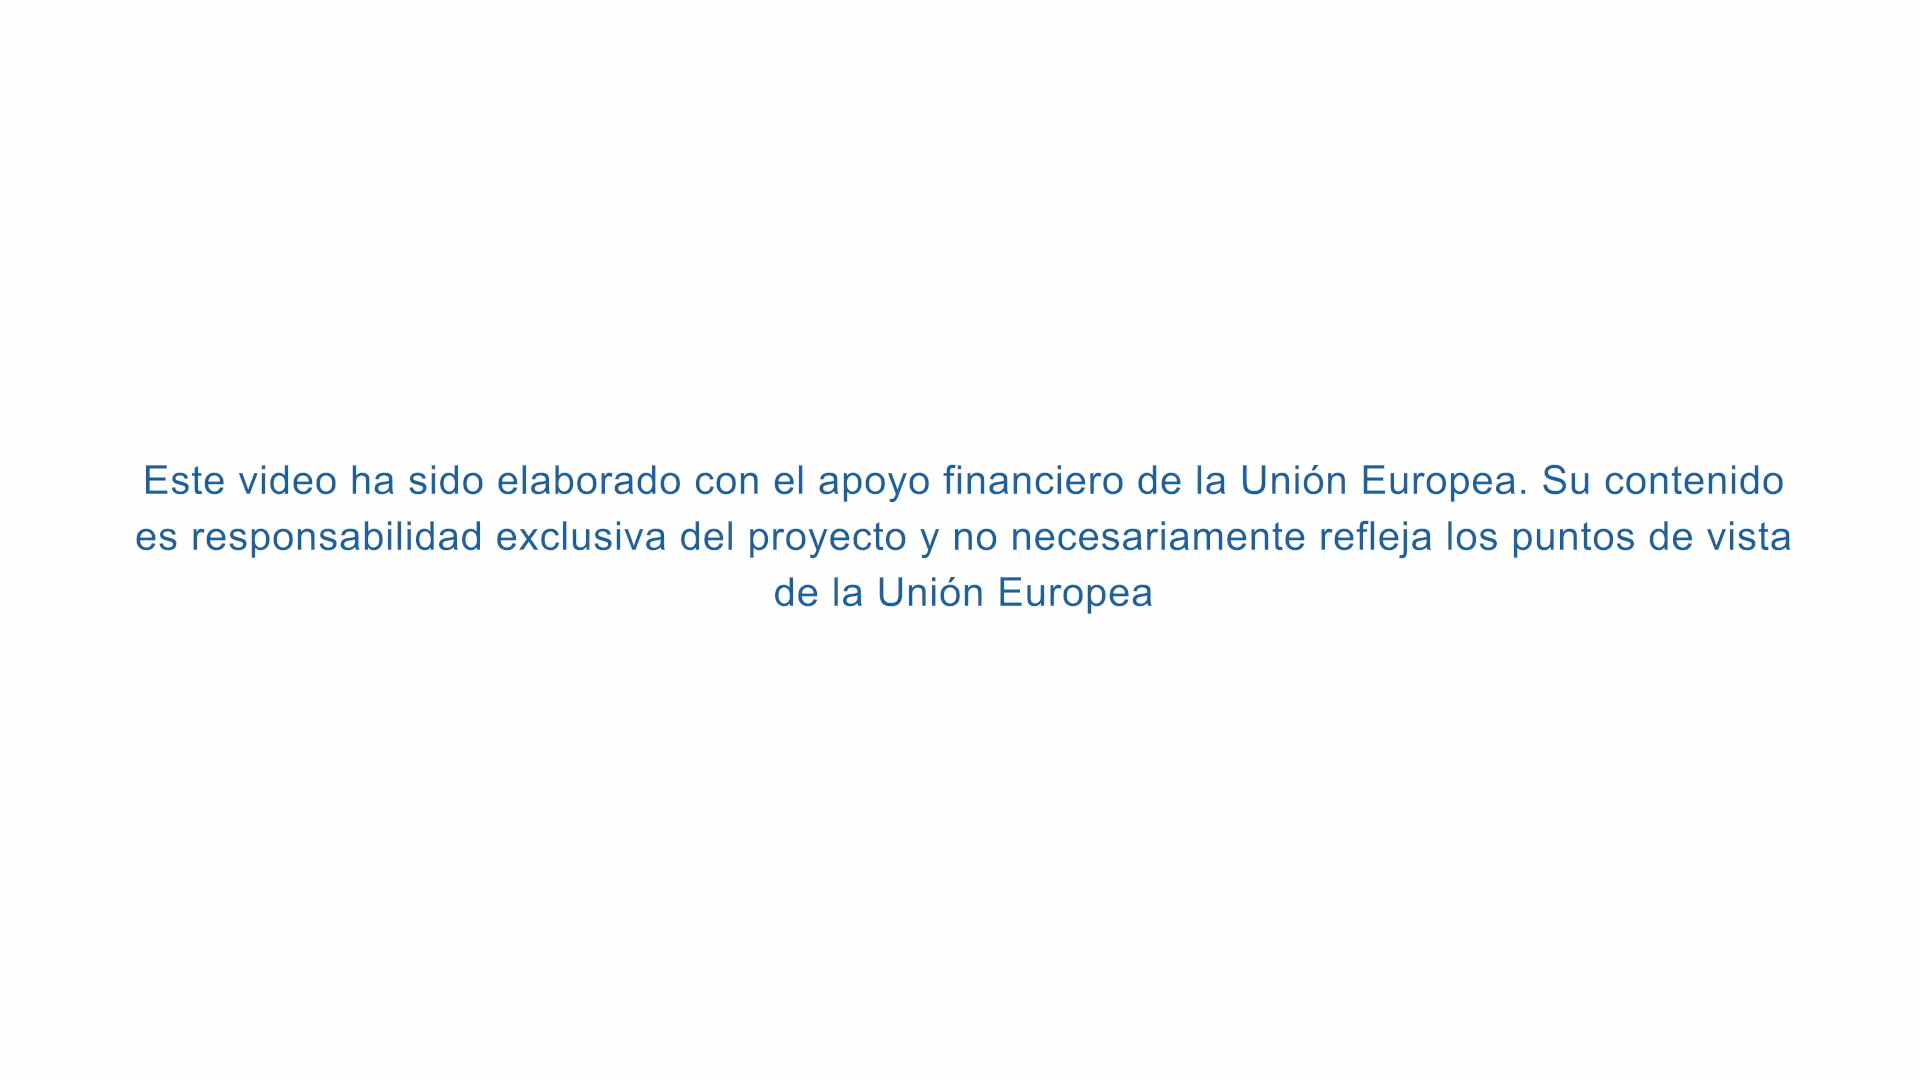 Este video ha sido elaborado con el apoyo financiero de la Unión Europea. Su contenido
es responsabilidad exclusiva del proyecto y no necesariamente refleja los puntos de vista
de la Unión Europea